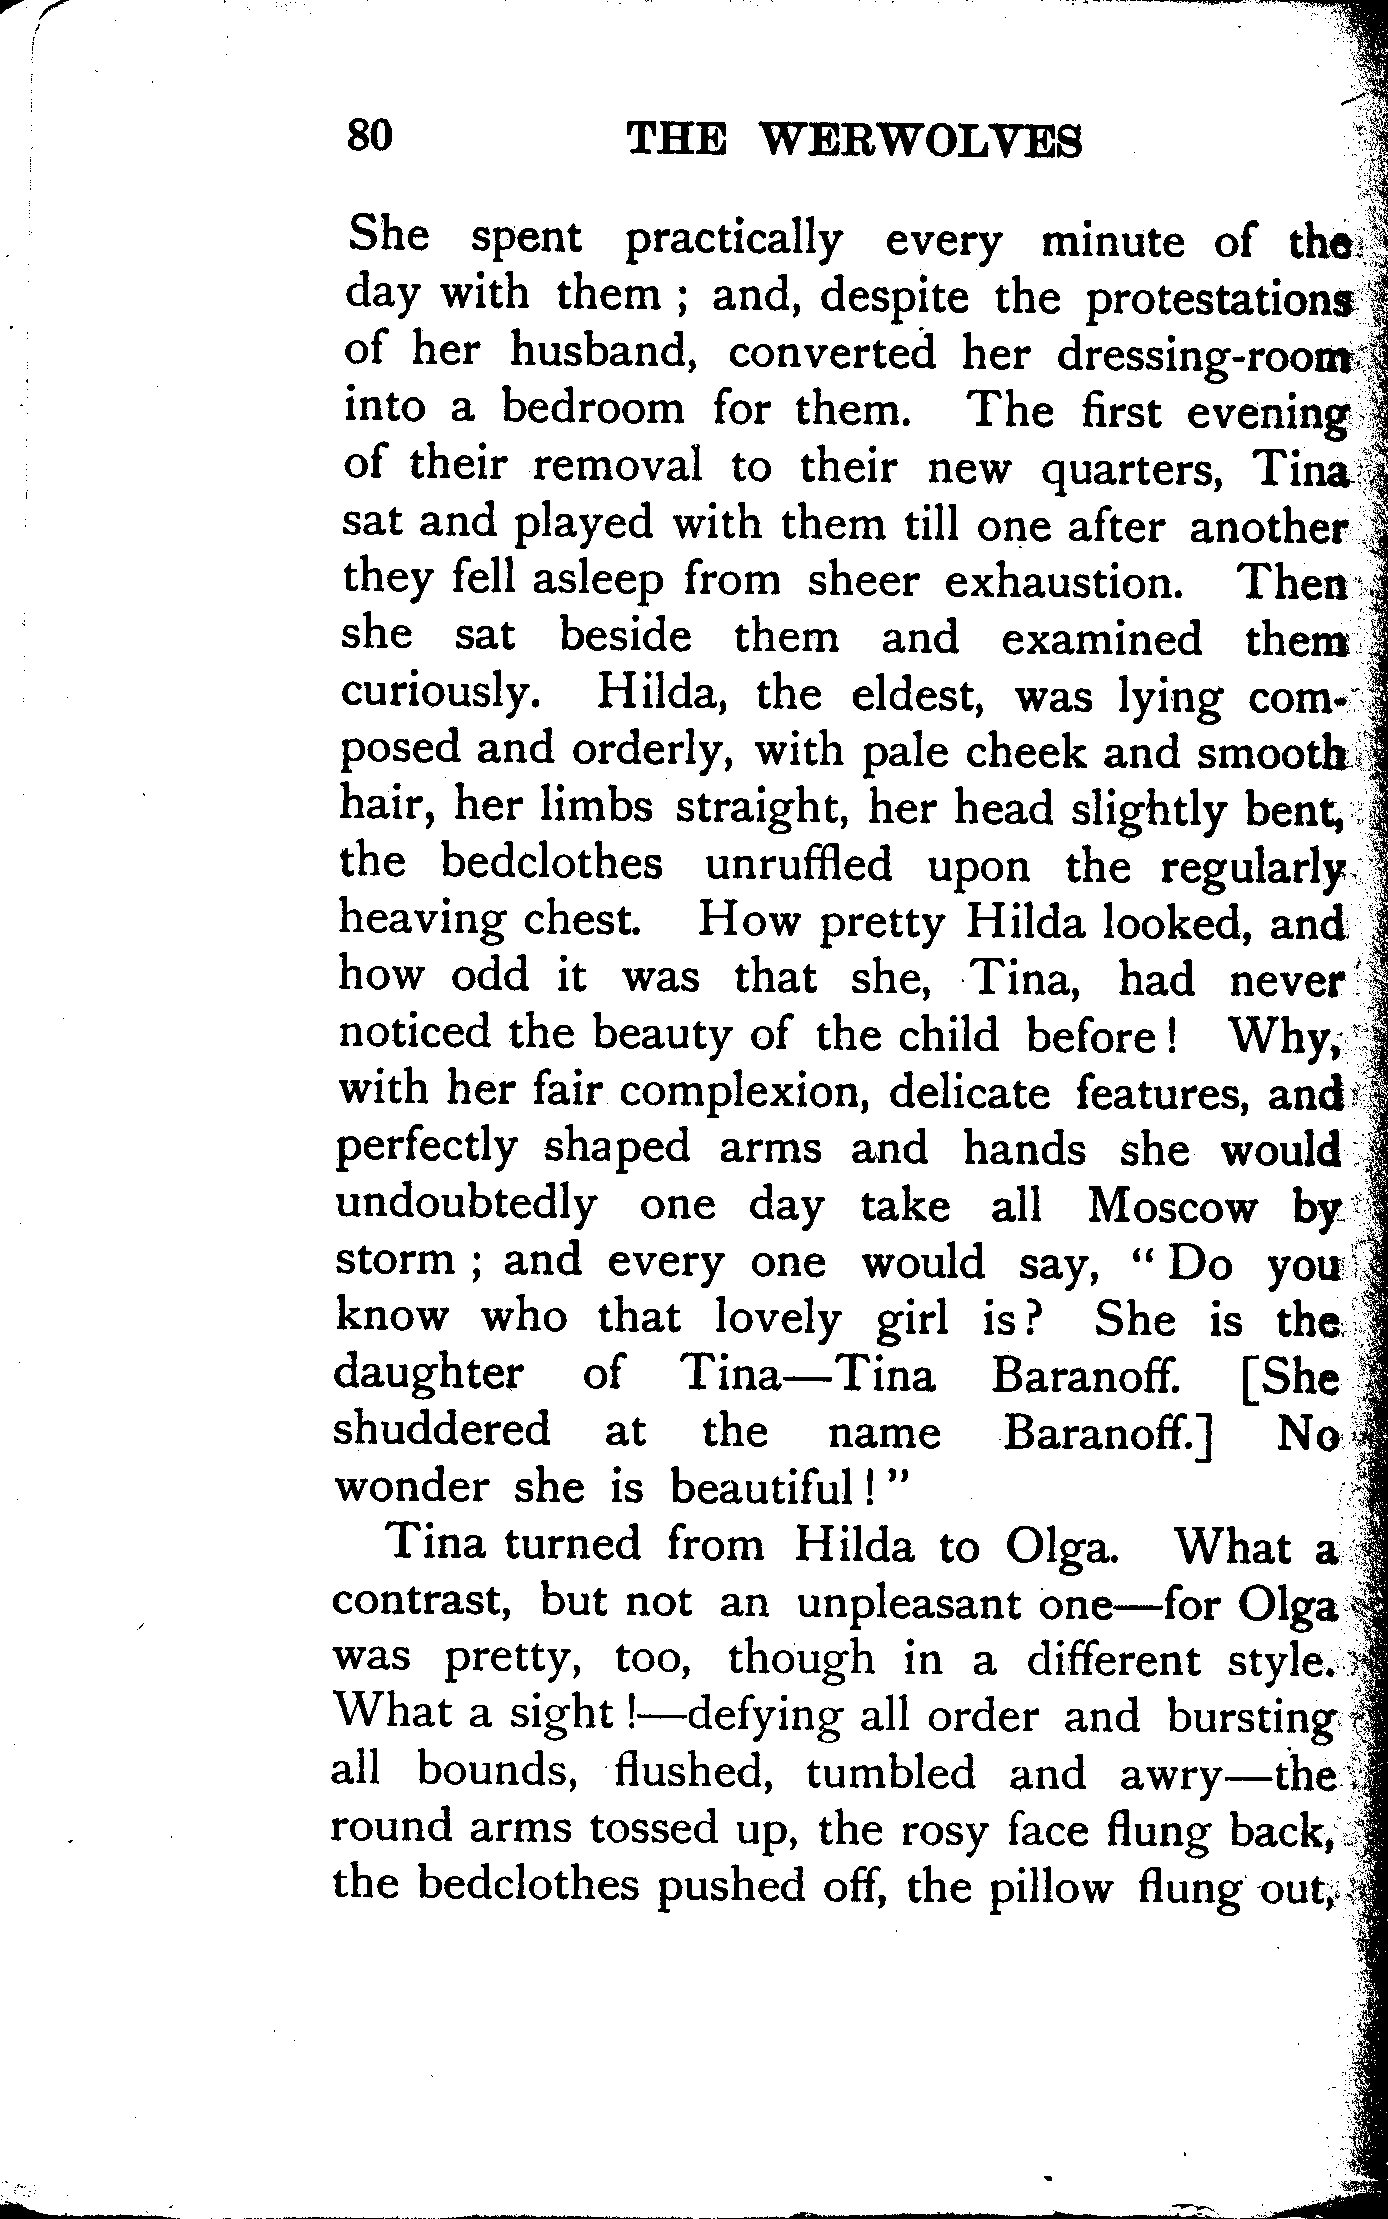 80 THE WERWOLVES
She spent practically every minute of the
day with them ; and, despite the protestations
of her husband, converted her dressing-room
into a bedroom for them. The first evening
of their removal to their new quarters, Tina
sat and played with them till one after another
they fell asleep from sheer exhaustion. Then
she sat beside them and examined them
curiously. Hilda, the eldest, was lying com-
posed and orderly, with pale cheek and smooth
hair, her limbs straight, her head slightly bent,
the bedclothes unruffled upon the regularly
heaving chest. How pretty Hilda looked, and
how odd it was that she, Tina, had never
noticed the beauty of the child before ! Why,
with her fair complexion, delicate features, and
perfectly shaped arms and hands she would
undoubtedly one day take all Moscow by
storm ; and every one would say, “ Do you
know who that lovely girl is ? She is the
daughter of Tina—Tina Baranoff. [She
shuddered at the name Baranoff.] No
wonder she is beautiful ! ”
Tina turned from Hilda to Olga. What a
contrast, but not an unpleasant one—for Olga
was pretty, too, though in a different style.
What a sight !—defying all order and bursting
all bounds, flushed, tumbled and awry—the
round arms tossed up, the rosy face flung back,
the bedclothes pushed off, the pillow flung out,